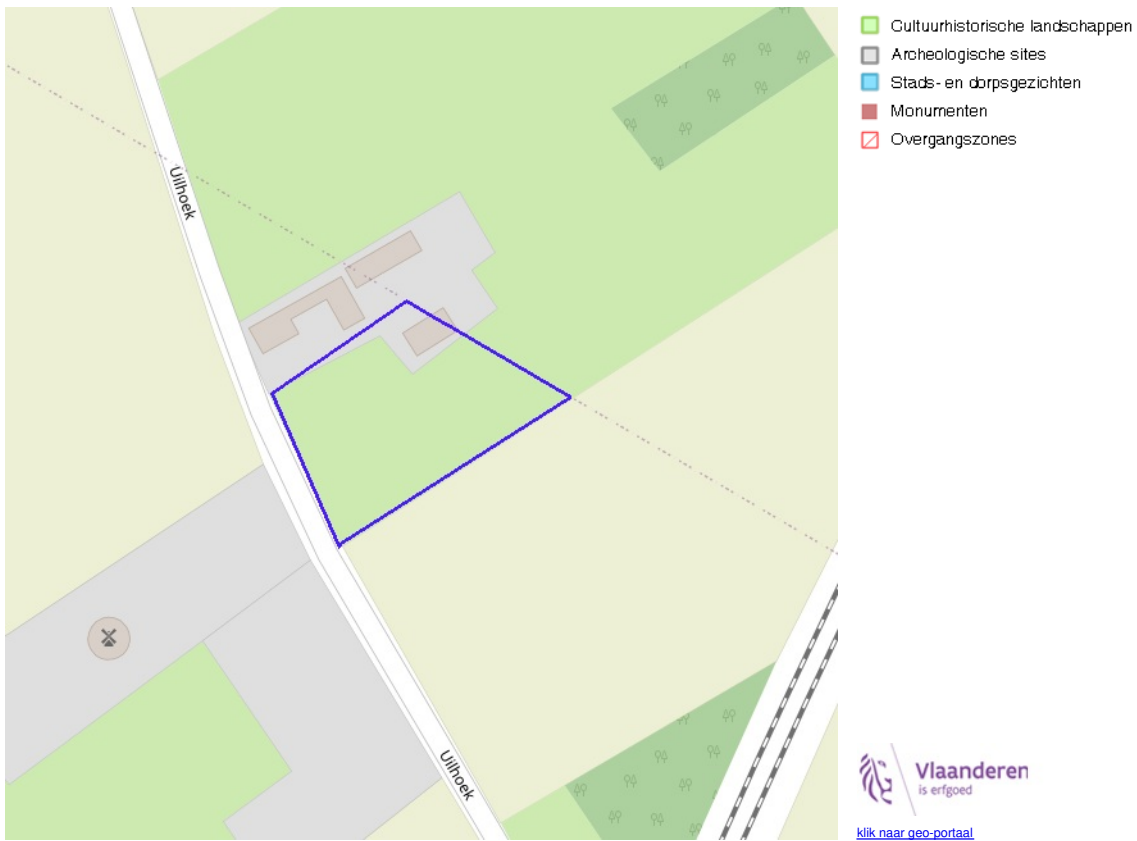 Cultuurhistorische landschappen
Archeologische sites
Stads- en dorpsgezichten
Monumenten
Overgangszones
Uilhoek
Uilhoek
Vlaanderen
is erfgoed
klik naar geo-portaal